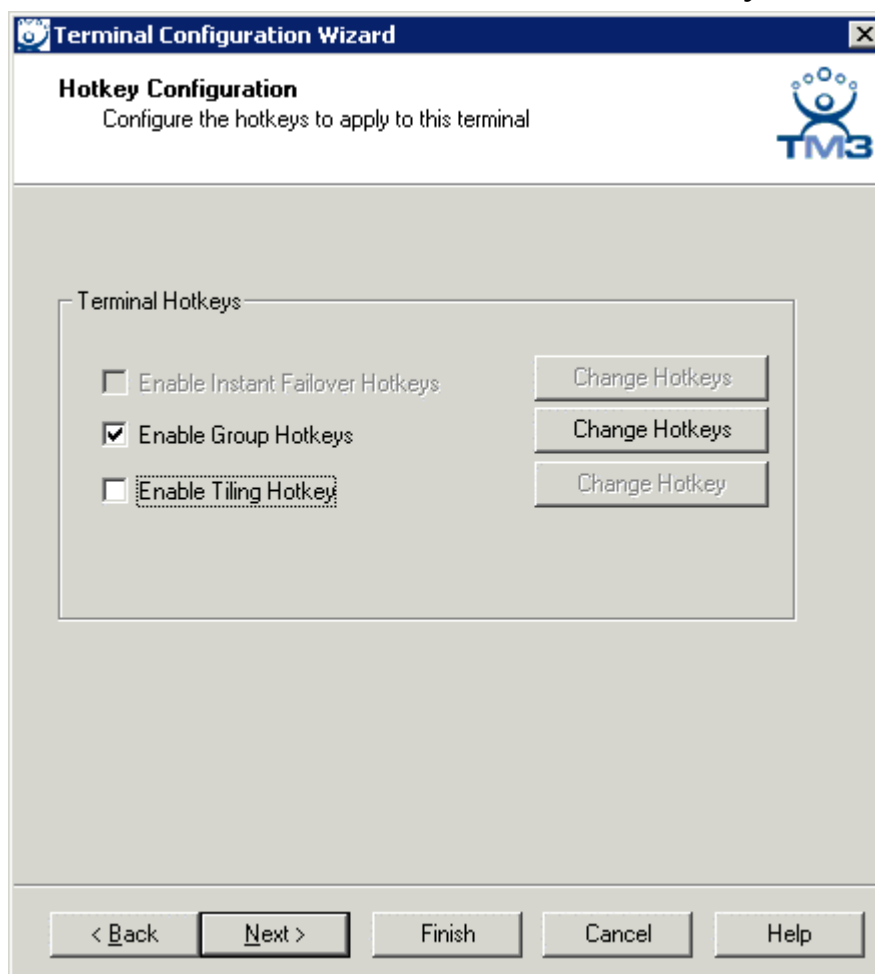 Terminal Configuration Wizard
Hotkey Configuration
Configure the hotkeys to apply to this terminal
TM3
Terminal Hotkeys
Enable Instant Failover Hotkeys Change Hotkeys
Enable Group Hotkeys Change Hotkeys
Enable Tiling Hotkey Change Hotkey
< Back Next > Finish Cancel Help